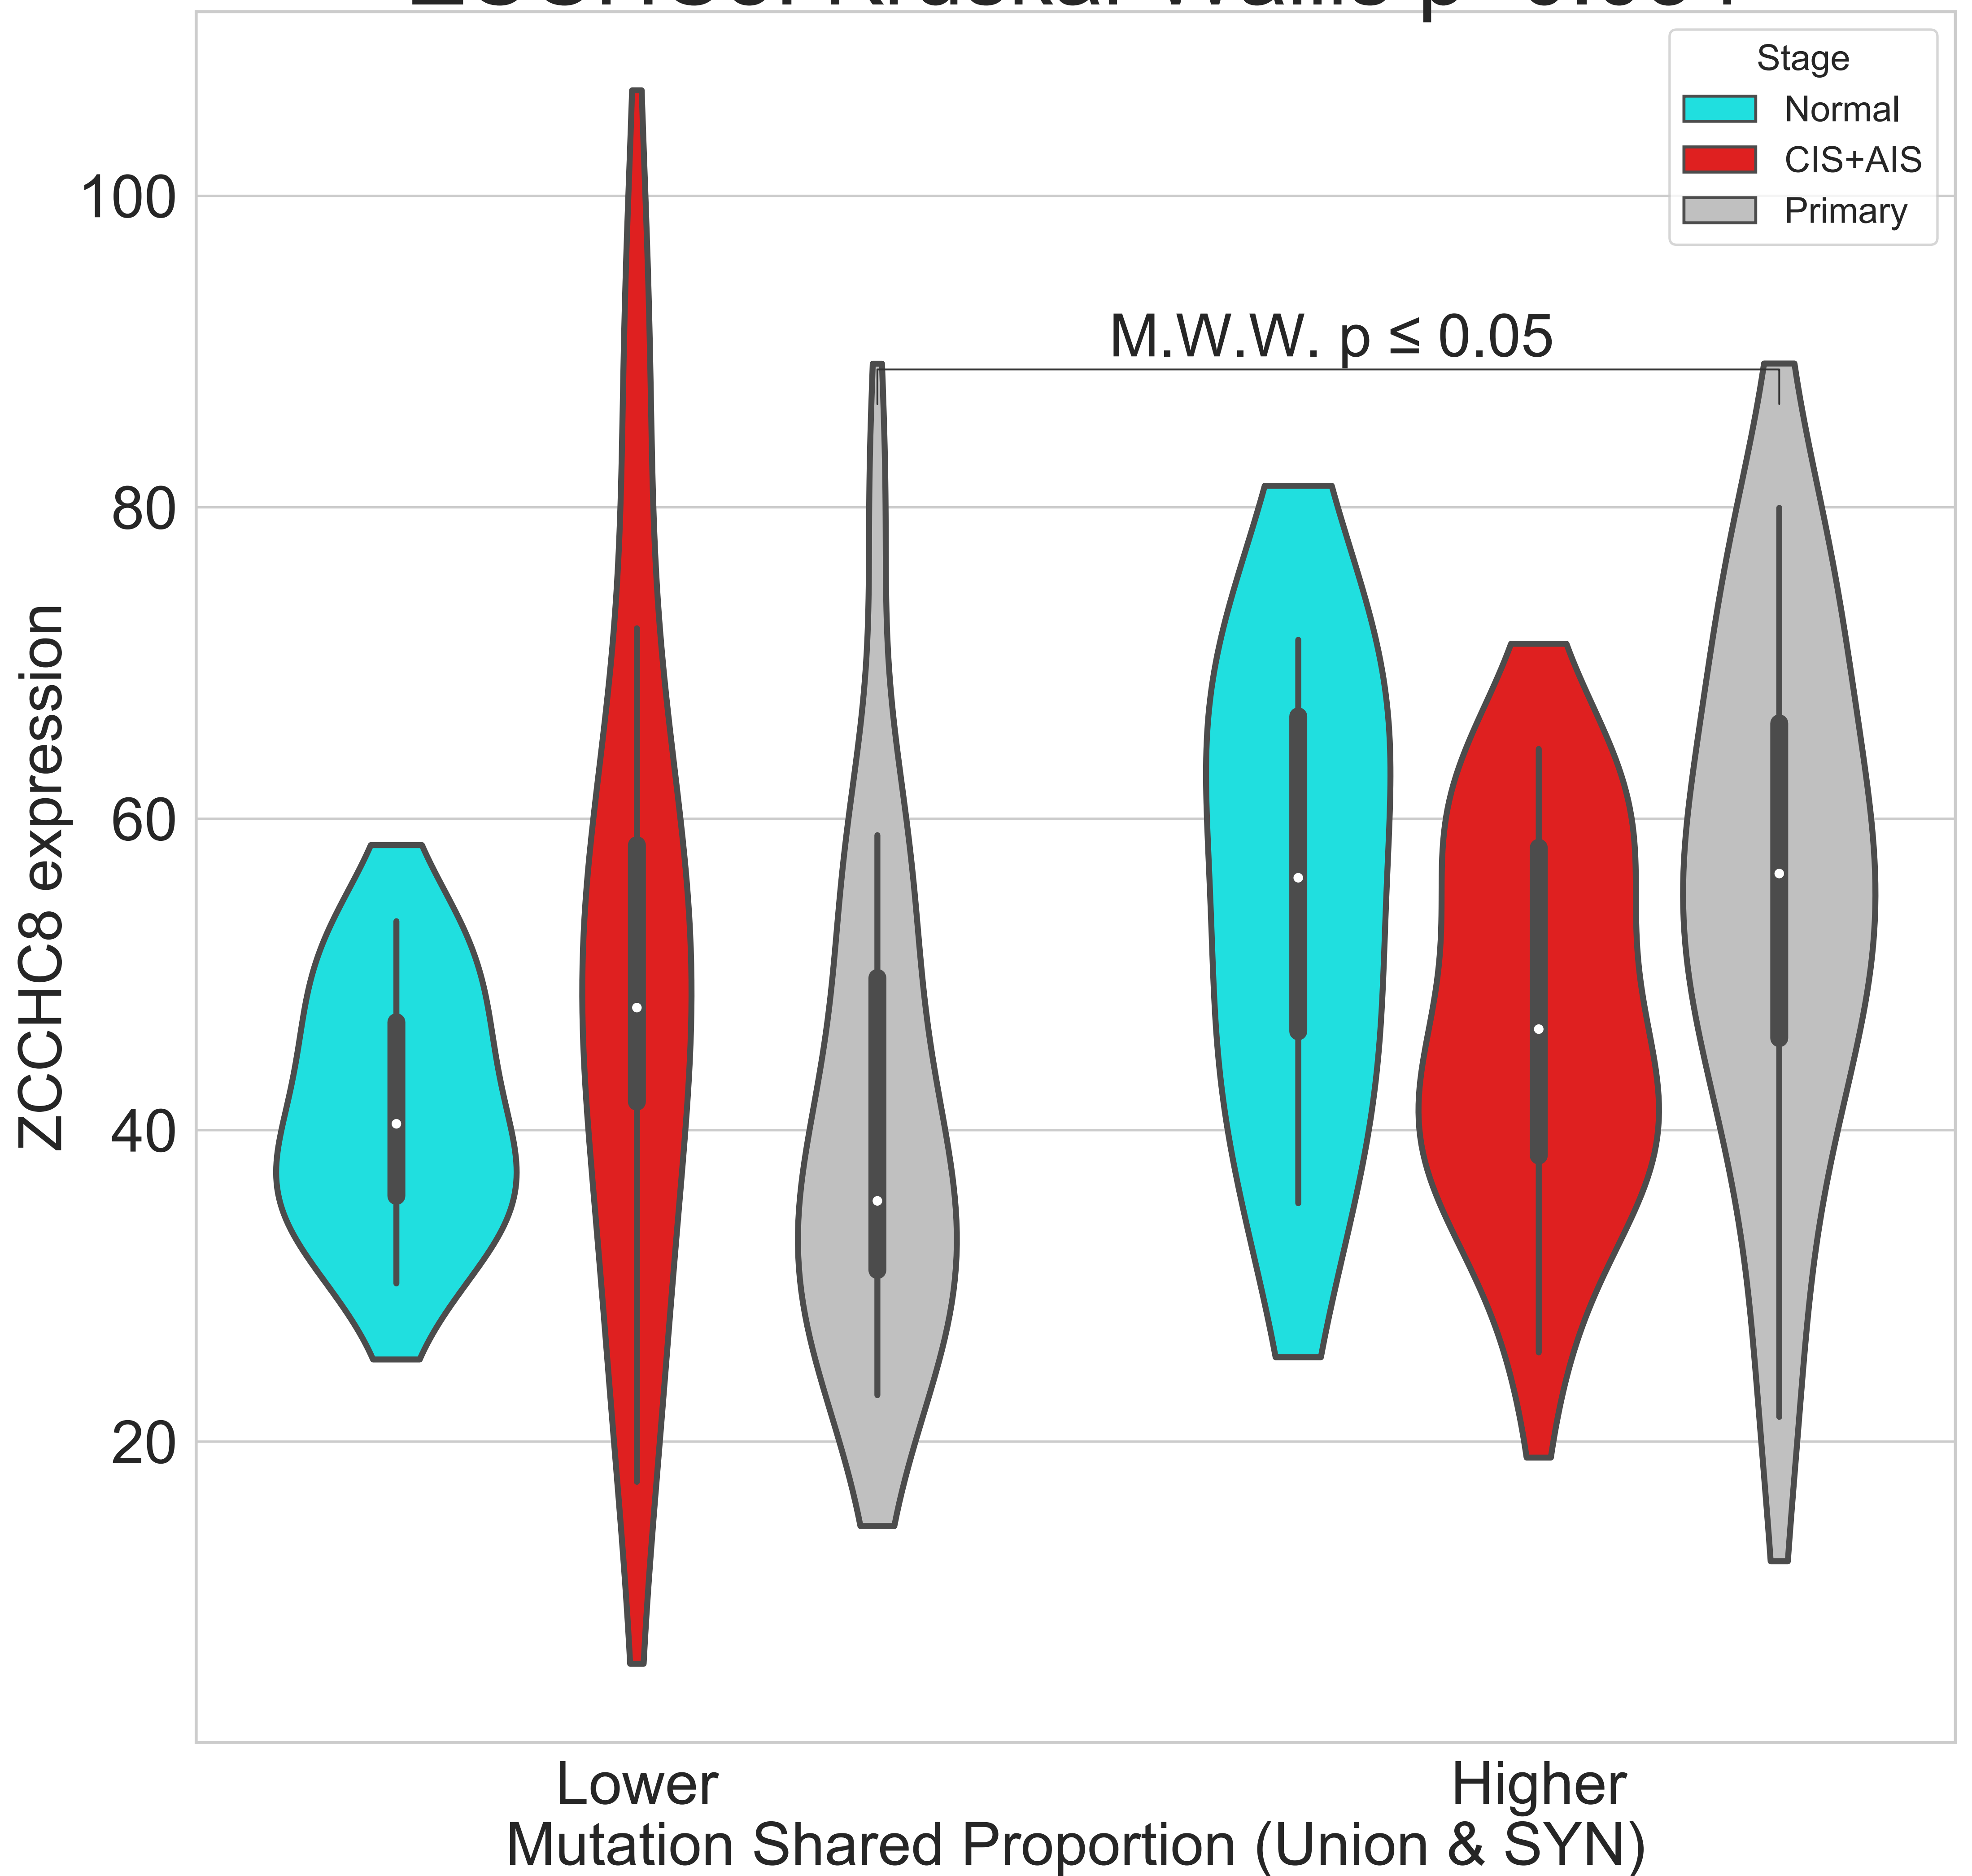 Stage
Normal
CIS+AIS
Primary
M.W.W. p ≤ 0.05
100
80
60
40
20
ZCCHC8 expression
Lower
Higher
Mutation Shared Proportion (Union & SYN)